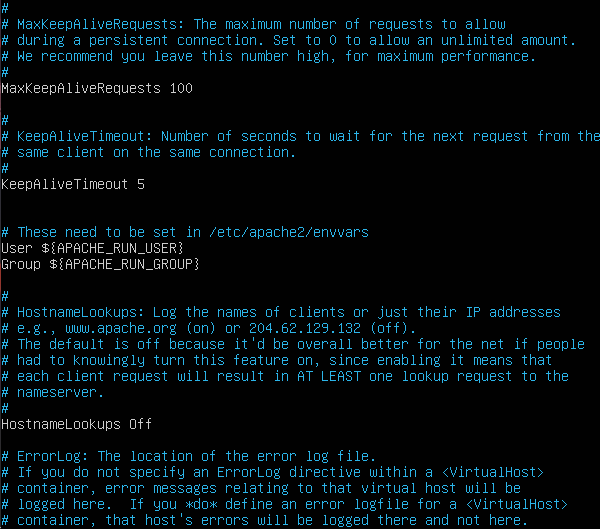 #
# MaxKeepAliveRequests: The maximum number of requests to allow
# during a persistent connection. Set to 0 to allow an unlimited amount.
# We recommend you leave this number high, for maximum performance.
#
MaxKeepAliveRequests 100
#
# KeepAliveTimeout: Number of seconds to wait for the next request from the
# same client on the same connection.
#
KeepAliveTimeout 5
# These need to be set in /etc/apache2/envvars
User ${APACHE_RUN_USER}
Group ${APACHE_RUN_GROUP}
#
# HostnameLookups: Log the names of clients or just their IP addresses
# e.g., www.apache.org (on) or 204.62.129.132 (off).
# The default is off because it'd be overall better for the net if people
# had to knowingly turn this feature on, since enabling it means that
# each client request will result in AT LEAST one lookup request to the
# nameserver.
#
HostnameLookups Off
# ErrorLog: The location of the error log file.
# If you do not specify an ErrorLog directive within a <VirtualHost>
# container, error messages relating to that virtual host will be
# logged here.  If you *do* define an error logfile for a <VirtualHost>
# container, that host's errors will be logged there and not here.